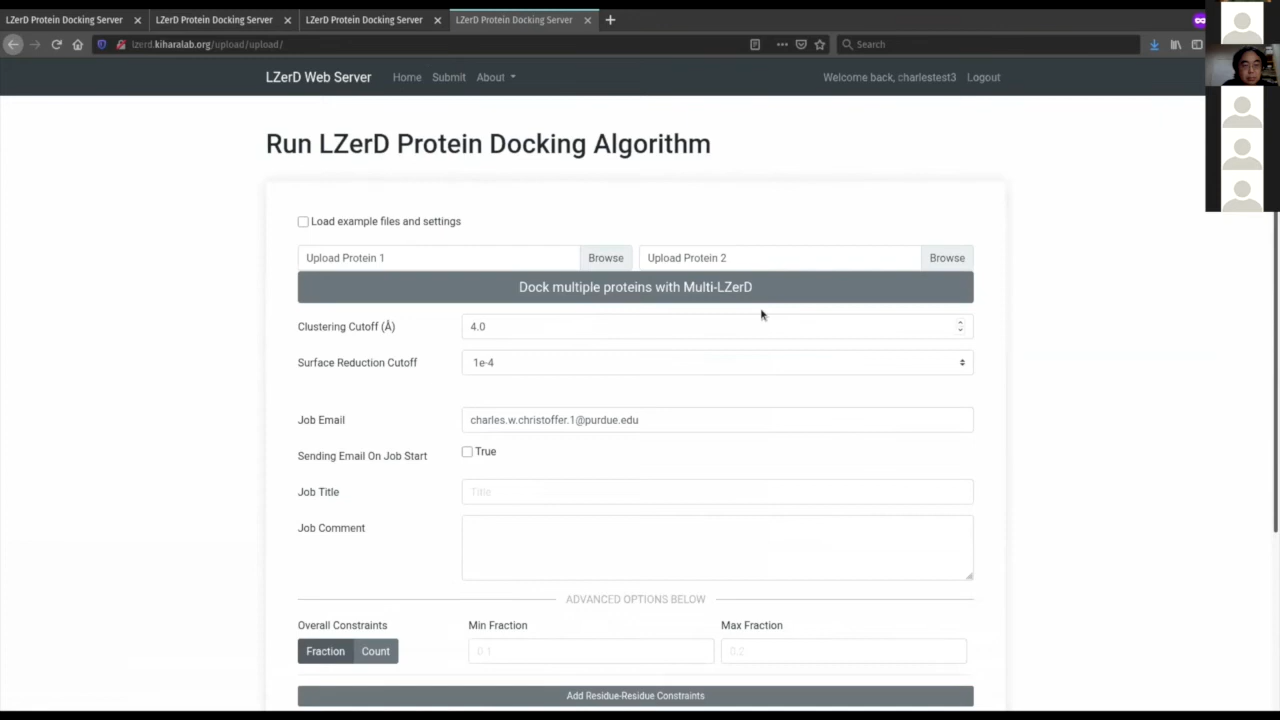 LZerD Protein Docking Server
LZerD Protein Docking Server
LZerD Protein Docking Server
LZerD Protein Docking Server
lzerd.kiharalab.org/upload/upload/
Search
LZerD Web Server
Home
Submit
About
Welcome back, charlestest3
Logout
Run LZerD Protein Docking Algorithm
Load example files and settings
Upload Protein 1
Browse
Upload Protein 2
Browse
Dock multiple proteins with Multi-LZerD
Clustering Cutoff (Å)
4.0
Surface Reduction Cutoff
1e-4
Job Email
charles.w.christoffer.1@purdue.edu
Sending Email On Job Start
True
Job Title
Title
Job Comment
ADVANCED OPTIONS BELOW
Overall Constraints
Min Fraction
Max Fraction
Fraction
Count
0.1
0.2
Add Residue-Residue Constraints